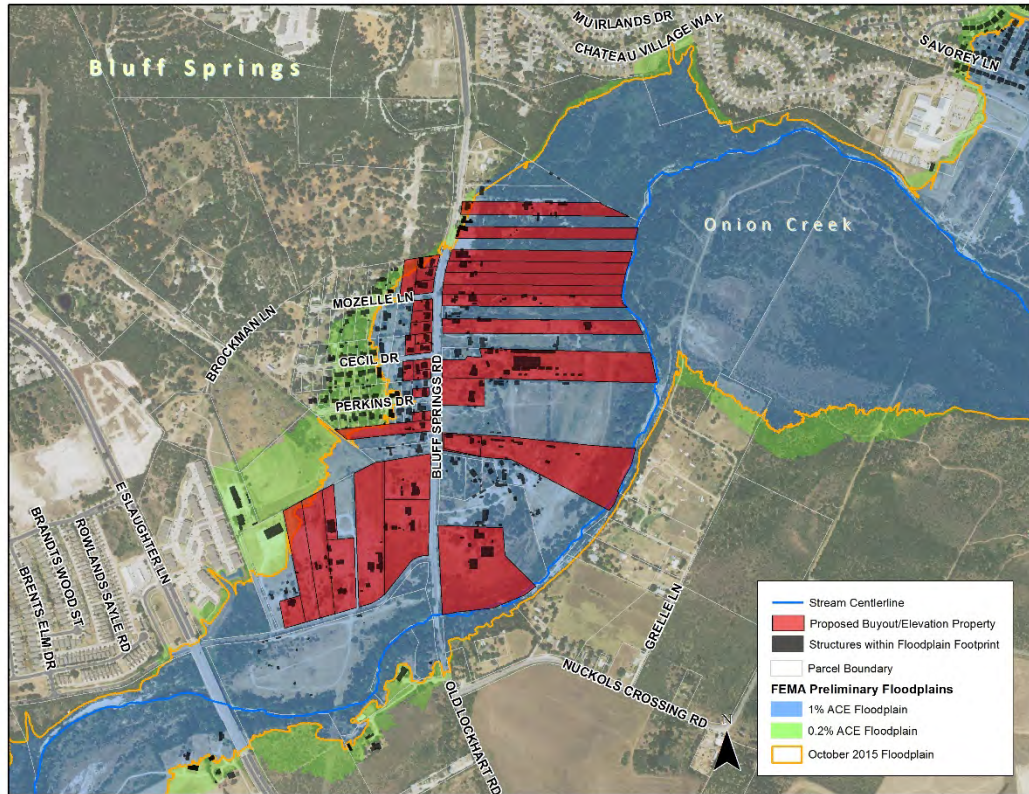 MUIRLANDS DR
CHATEAU VILLAGE WAY
SAVOREY LN
Bluff Springs
Onion Creek
MOZELLE LN
BROCKMAN LN
CECIL DR
PERKINS DR
BLUFF SPRINGS RD
E SLAUGHTER LN
BRANDTS WOOD ST
ROWLANDS SAYLE RD
BRENTS ELM DR
GRELLE LN
NUCKOLS CROSSING RD
OLD LOCKHART RD
N
Stream Centlerline
Proposed Buyout/Elevation Property
Structures within Floodplain Footprint
Parcel Boundary
FEMA Preliminary Floodplains
1% ACE Floodplain
0.2% ACE Floodplain
October 2015 Floodplain